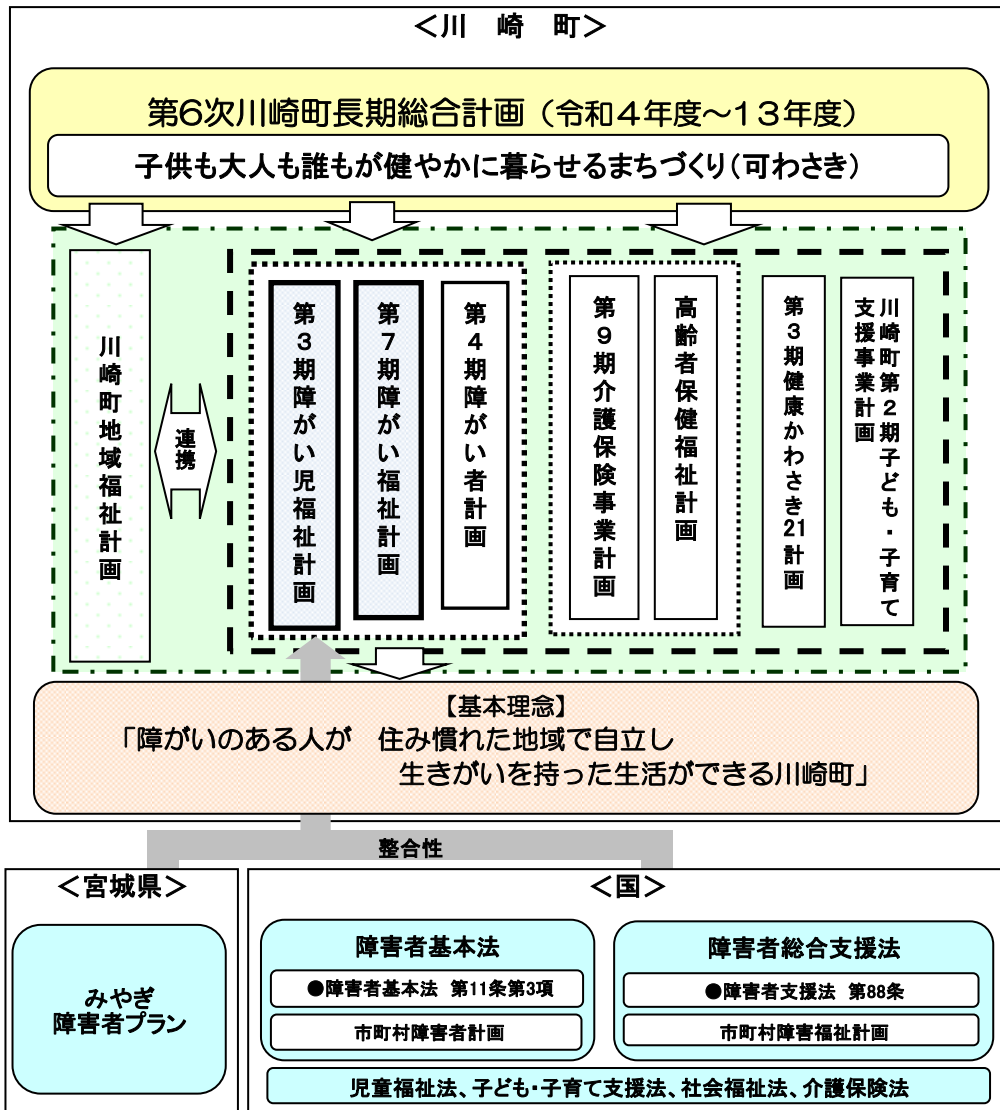 ＜川　崎　町＞
第6次川崎町長期総合計画（令和４年度～１３年度）
子供も大人も誰もが健やかに暮らせるまちづくり（可わさき）
川崎町地域福祉計画
連携
第３期障がい児福祉計画
第７期障がい福祉計画
第４期障がい者計画
第９期介護保険事業計画
高齢者保健福祉計画
第３期健康かわさき21計画
川崎町第２期子ども・子育て
支援事業計画
【基本理念】
「障がいのある人が　住み慣れた地域で自立し
生きがいを持った生活ができる川崎町」
整合性
＜宮城県＞
みやぎ
障害者プラン
＜国＞
障害者基本法
●障害者基本法　第11条第3項
市町村障害者計画
障害者総合支援法
●障害者支援法　第88条
市町村障害福祉計画
児童福祉法、子ども・子育て支援法、社会福祉法、介護保険法